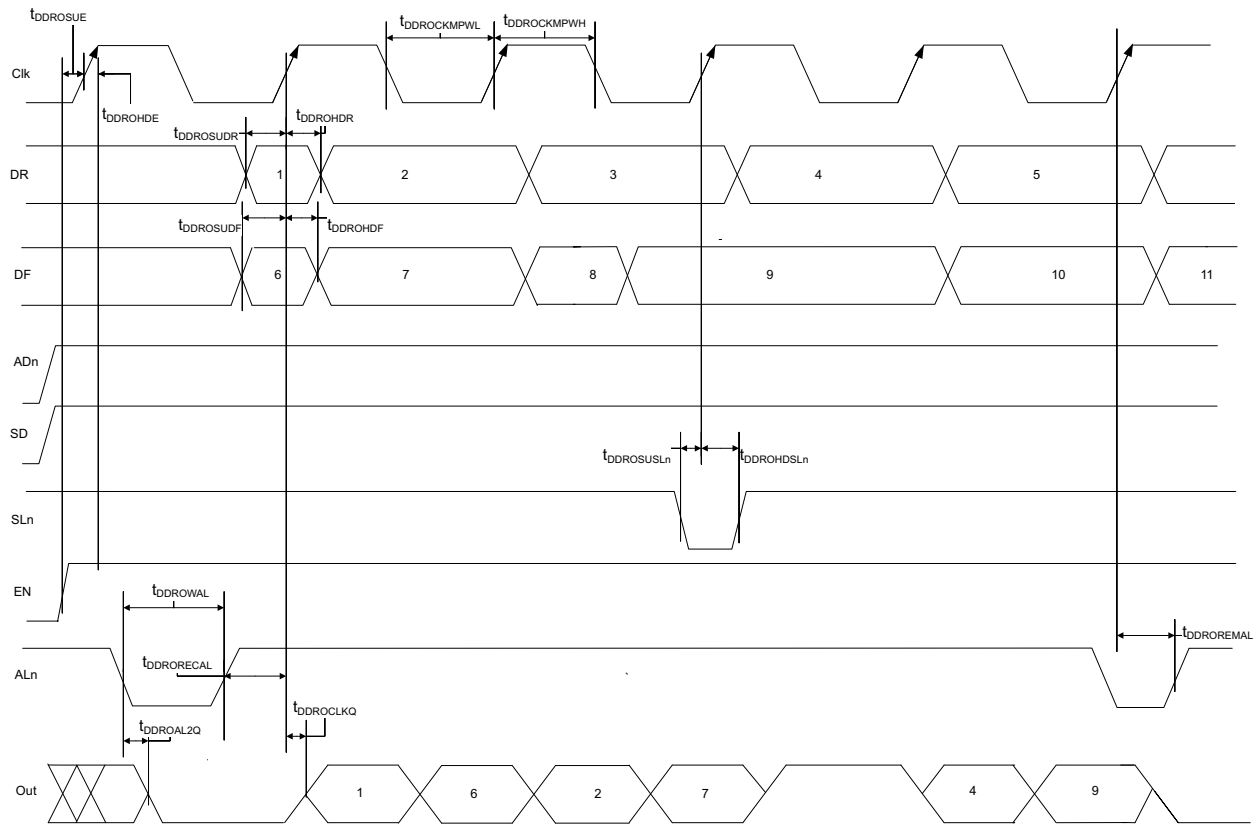 tDDROSUE
tDDROCKMPWL
tDDROCKMPWH
Clk
tDDROHDE
tDDROSUDR
tDDROHDR
DR
1
2
3
4
5
tDDROSUDF
tDDROHDF
DF
6
7
8
9
10
11
ADn
SD
tDDROSUSLn
tDDROHDSLn
SLn
EN
tDDROWAL
tDDROREMAL
tDDRORECAL
ALn
tDDROCLKQ
tDDROAL2Q
Out
1
6
2
7
4
9